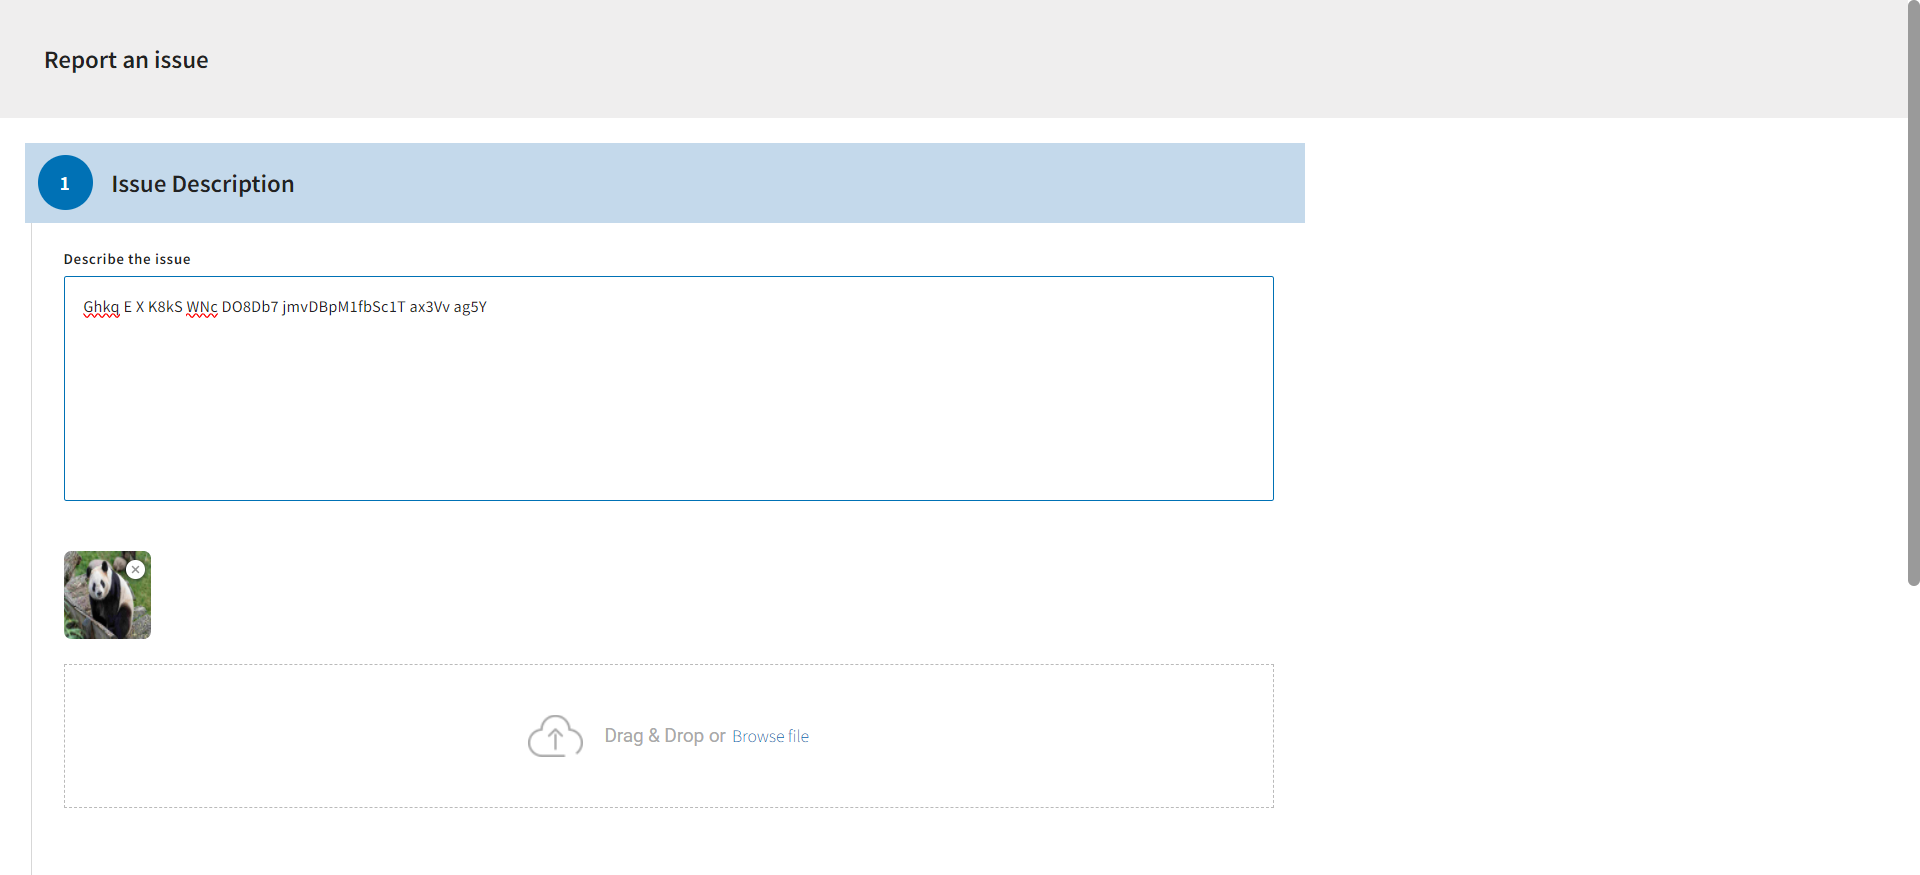 Report an issue
1
Issue Description
Describe the issue
Ghkq E X K8kS WNc DO8Db7 jmvDBpM1fbSc1T ax3Vv ag5Y
Drag & Drop or Browse file